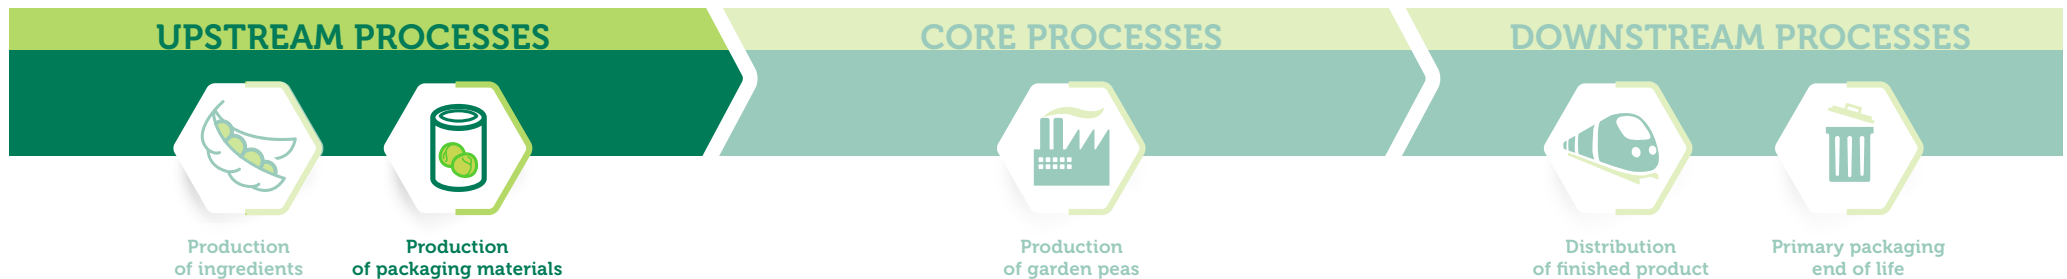 UPSTREAM PROCESSES
CORE PROCESSES
DOWNSTREAM PROCESSES
Production
of ingredients
Production
of packaging materials
Production
of garden peas
Distribution
of finished product
Primary packaging
end of life